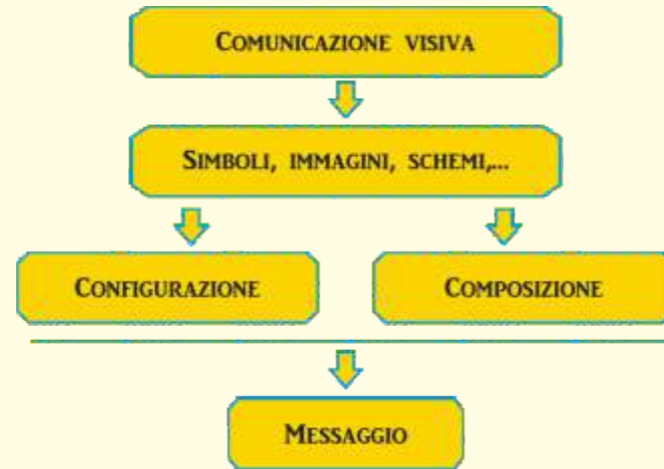 COMUNICAZIONE VISIVA
SIMBOLI, IMMAGINI, SCHEMI,...
CONFIGURAZIONE
COMPOSIZIONE
MESSAGGIO